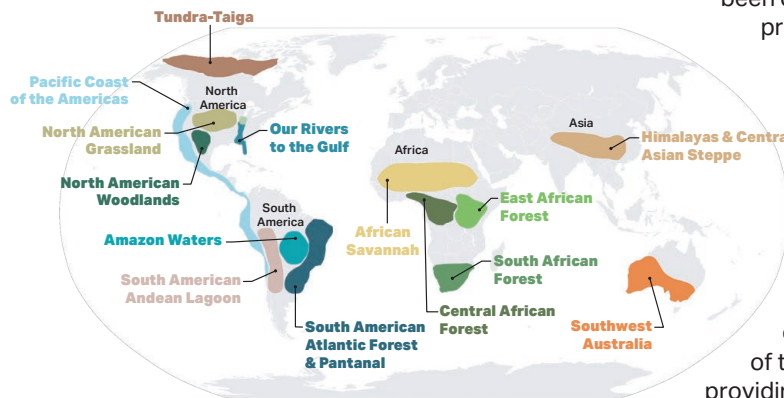 been
pr
Tundra-Taiga
Pacific Coast
of the Americas
North
America
North American
Grassland
Our Rivers
to the Gulf
North American
Woodlands
Asia
Himalayas & Centra
Asian Steppe
Africa
East African
Forest
African
Savannah
South
America
Amazon Waters
South American
Andean Lagoon
South African
Forest
Central African
Forest
South American
Atlantic Forest
& Pantanal
Southwest
Australia
of t
providin